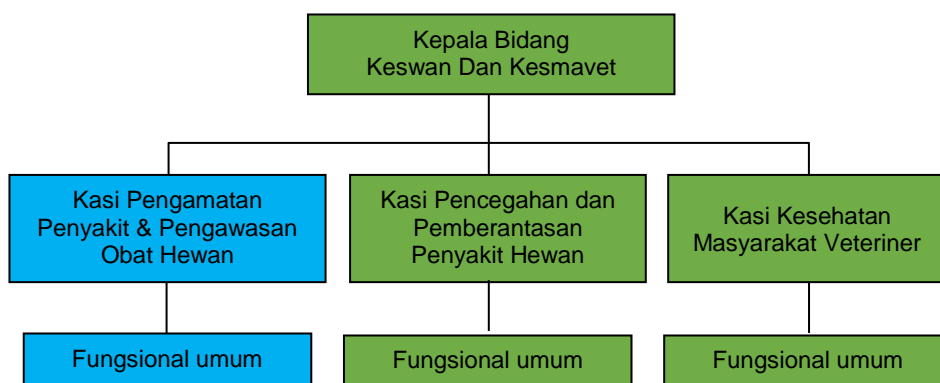 Kepala Bidang
Keswan Dan Kesmavet
Kasi Pengamatan
Penyakit & Pengawasan
Obat Hewan
Kasi Pencegahan dan
Pemberantasan
Penyakit Hewan
Kasi Kesehatan
Masyarakat Veteriner
Fungsional umum
Fungsional umum
Fungsional umum